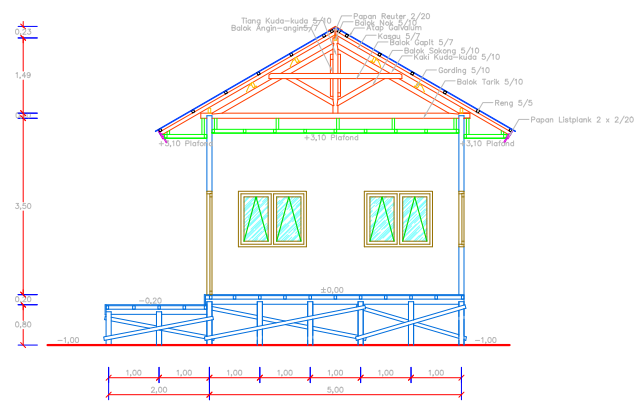 Tiang Kuda-kuda 5/10
Balok Angin-angin5/7
Papan Reuter 2/20
Balok Nok 5/10
Atap Galvalum
Kasau 5/7
Balok Gapit 5/7
Balok Sokong 5/10
Kaki Kuda-kuda 5/10
Gording 5/10
Balok Tarik 5/10
Reng 5/5
Papan Listplank 2 x 2/20
0,23
1,49
+3,10 Plafond
+3,10 Plafond
+3,10 Plafond
3,50
±0,00
-0,20
0,20
0,80
-1,00
-1,00
1,00 1,00 1,00 1,00 1,00 1,00 1,00
2,00 5,00